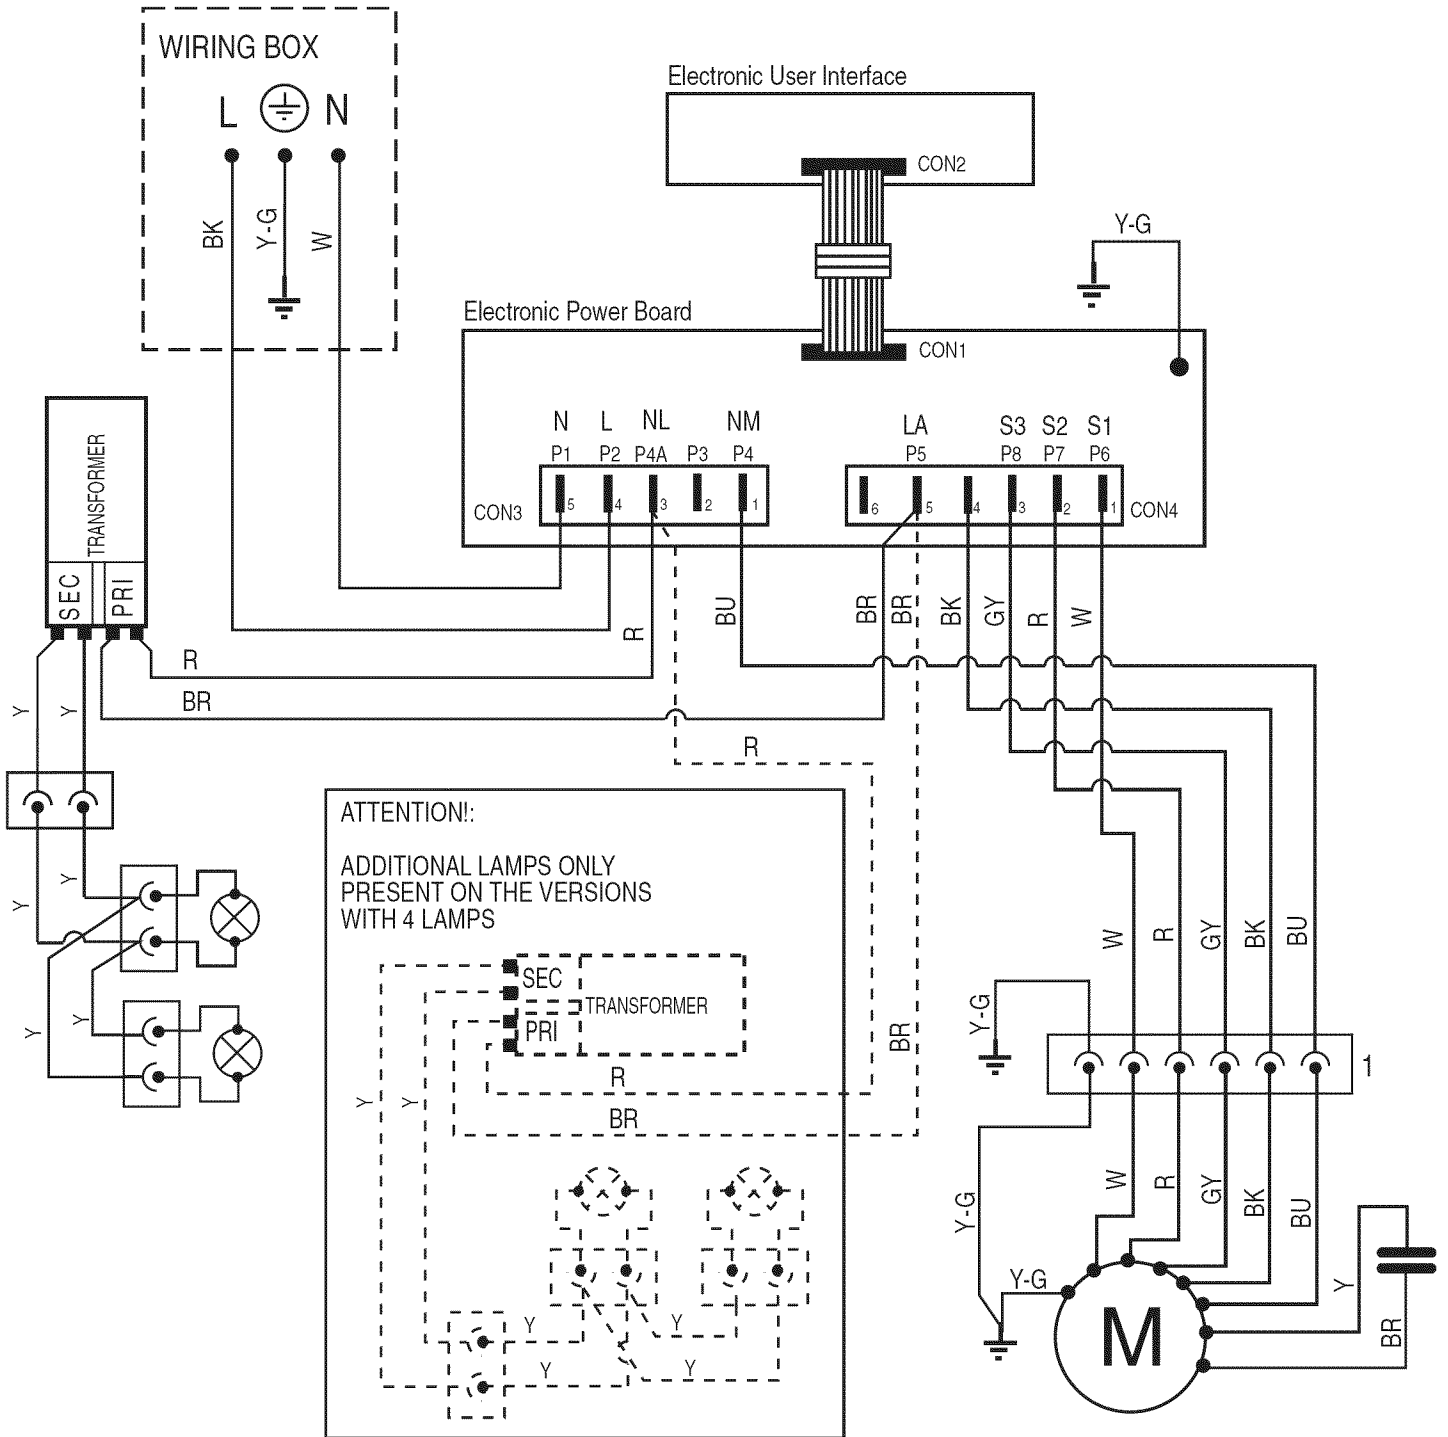 WIRING BOX
L N
BK Y-G W
Electronic User Interface
CON2
Y-G
Electronic Power Board
CON1
N L NL NM
P1 P2 P4A P3 P4
5 4 3 2 1
CON3
LA S3 S2 S1
P5 P8 P7 P6
6 5 4 3 2 1
CON4
TRANSFORMER
SEC PRI
R
BR
R
BU
BR BR BK GY R W
R
Y Y
Y Y
Y Y
ATTENTION!:
ADDITIONAL LAMPS ONLY
PRESENT ON THE VERSIONS
WITH 4 LAMPS
SEC
TRANSFORMER
PRI
R
BR
Y Y
BR
Y Y
Y Y
W R GY BK BU
Y-G
1
W R GY BK BU
Y-G
Y-G
M
Y
BR